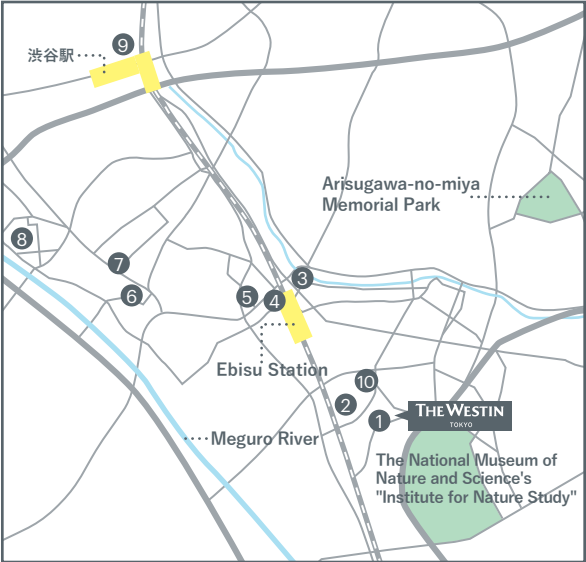 9
渋谷駅
Arisugawa-no-miya
Memorial Park
8
7
3
6
5
4
Ebisu Station
10
2
1
THE WESTIN
TOKYO
Meguro River
The National Museum of
Nature and Science's
"Institute for Nature Study"